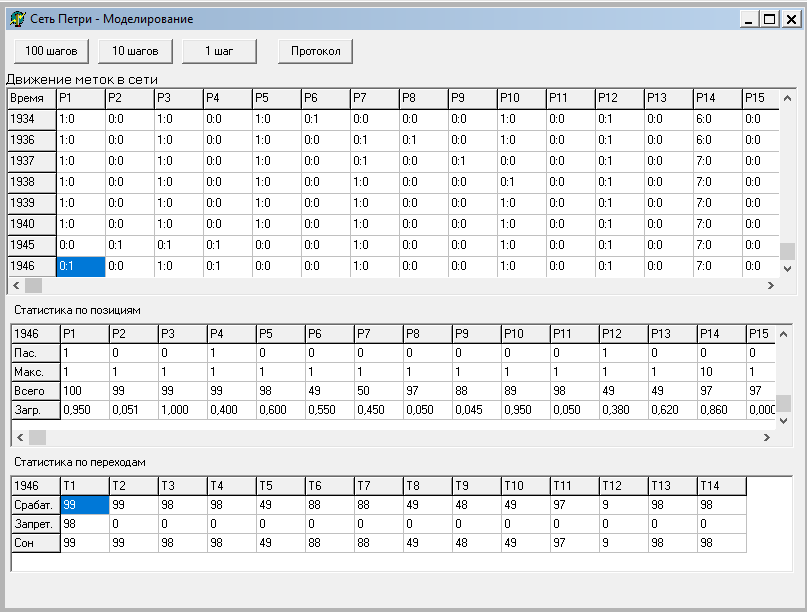 Сеть Петри - Моделирование
100 шагов 10 шагов 1 шаг Протокол
Движение меток в сети
Время P1 P2 P3 P4 P5 P6 P7 P8 P9 P10 P11 P12 P13 P14 P15
1934 1:0 0:0 1:0 0:0 1:0 0:1 0:0 0:0 0:0 1:0 0:0 0:1 0:0 6:0 0:0
1936 1:0 0:0 1:0 0:0 1:0 0:0 0:1 0:1 0:0 1:0 0:0 0:1 0:0 6:0 0:0
1937 1:0 0:0 1:0 0:0 1:0 0:0 0:1 0:0 0:1 0:0 0:0 0:1 0:0 7:0 0:0
1938 1:0 0:0 1:0 0:0 1:0 0:0 1:0 0:0 0:0 0:1 0:0 0:1 0:0 7:0 0:0
1939 1:0 0:0 1:0 0:0 1:0 0:0 1:0 0:0 0:0 1:0 0:0 0:1 0:0 7:0 0:0
1940 1:0 0:0 1:0 0:0 1:0 0:0 1:0 0:0 0:0 1:0 0:0 0:1 0:0 7:0 0:0
1945 0:0 0:1 0:1 0:1 0:0 0:0 1:0 0:0 0:0 1:0 0:0 0:1 0:0 7:0 0:0
1946 0:1 0:0 1:0 0:1 0:0 0:0 1:0 0:0 0:0 1:0 0:0 0:1 0:0 7:0 0:0
Статистика по позициям
1946 P1 P2 P3 P4 P5 P6 P7 P8 P9 P10 P11 P12 P13 P14 P15
Пас. 1 0 0 1 0 0 0 0 0 0 0 1 0 0 0
Макс. 1 1 1 1 1 1 1 1 1 1 1 1 1 10 1
Всего 100 99 99 99 98 49 50 97 88 89 98 49 49 97 97
Загр. 0,950 0,051 1,000 0,400 0,600 0,550 0,450 0,050 0,045 0,950 0,050 0,380 0,620 0,860 0,000
Статистика по переходам
1946 T1 T2 T3 T4 T5 T6 T7 T8 T9 T10 T11 T12 T13 T14
Срабат. 99 99 98 98 49 88 88 49 48 49 97 9 98 98
Запрет. 98 0 0 0 0 0 0 0 0 0 0 0 0 0
Сон 99 99 98 98 49 88 88 49 48 49 97 9 98 98